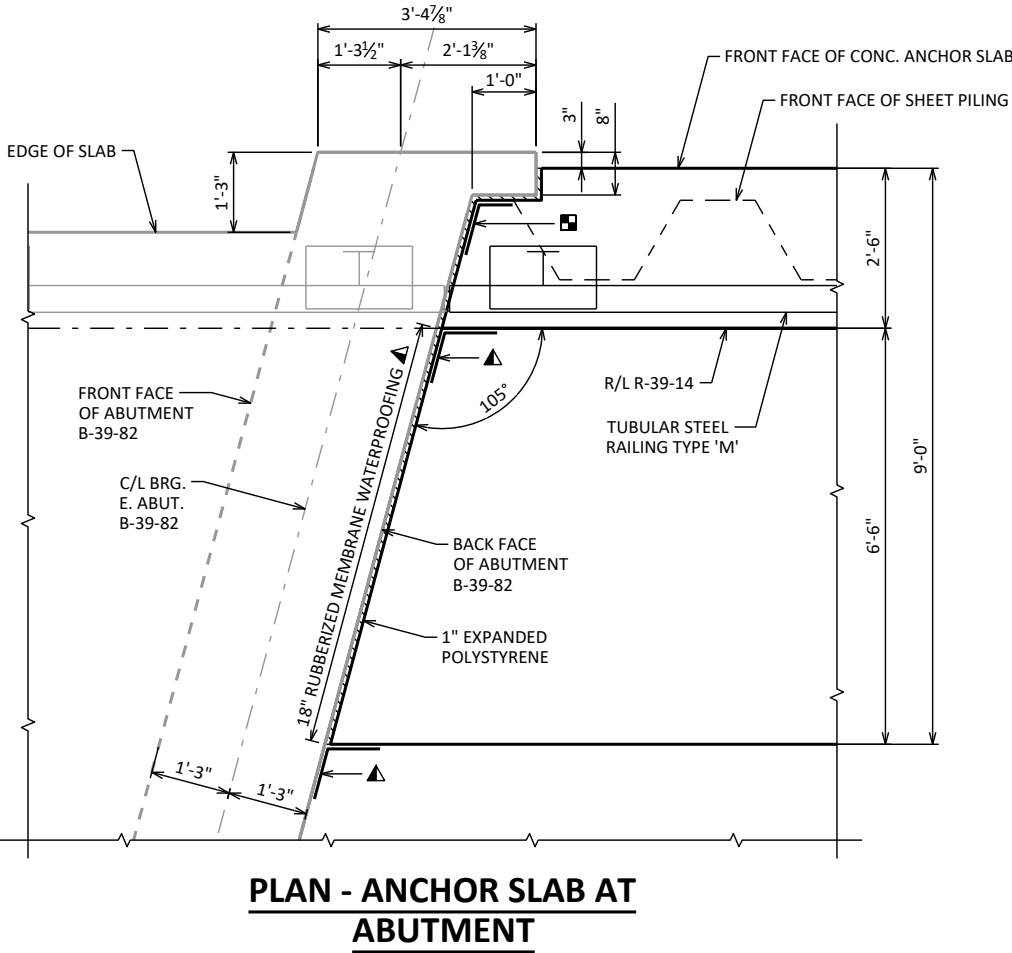 3'-4⅞"
1'-3½"
2'-1⅜"
1'-0"
3"
8"
FRONT FACE OF CONC. ANCHOR SLAB
FRONT FACE OF SHEET PILING
EDGE OF SLAB
1'-3"
2'-6"
9'-0"
6'-6"
105°
R/L R-39-14
TUBULAR STEEL
RAILING TYPE 'M'
FRONT FACE
OF ABUTMENT
B-39-82
C/L BRG.
E. ABUT.
B-39-82
18" RUBBERIZED MEMBRANE WATERPROOFING
BACK FACE
OF ABUTMENT
B-39-82
1" EXPANDED
POLYSTYRENE
1'-3"
1'-3"
PLAN - ANCHOR SLAB AT
ABUTMENT